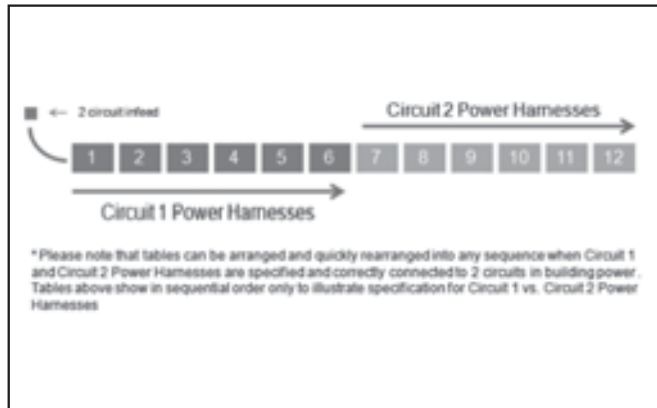 ← 2 circuit infeed
Circuit 2 Power Harnesses
1 2 3 4 5 6 7 8 9 10 11 12
Circuit 1 Power Harnesses
* Please note that tables can be arranged and quickly rearranged into any sequence when Circuit 1
and Circuit 2 Power Harnesses are specified and correctly connected to 2 circuits in building power.
Tables above show in sequential order only to illustrate specification for Circuit 1 vs. Circuit 2 Power
Harnesses